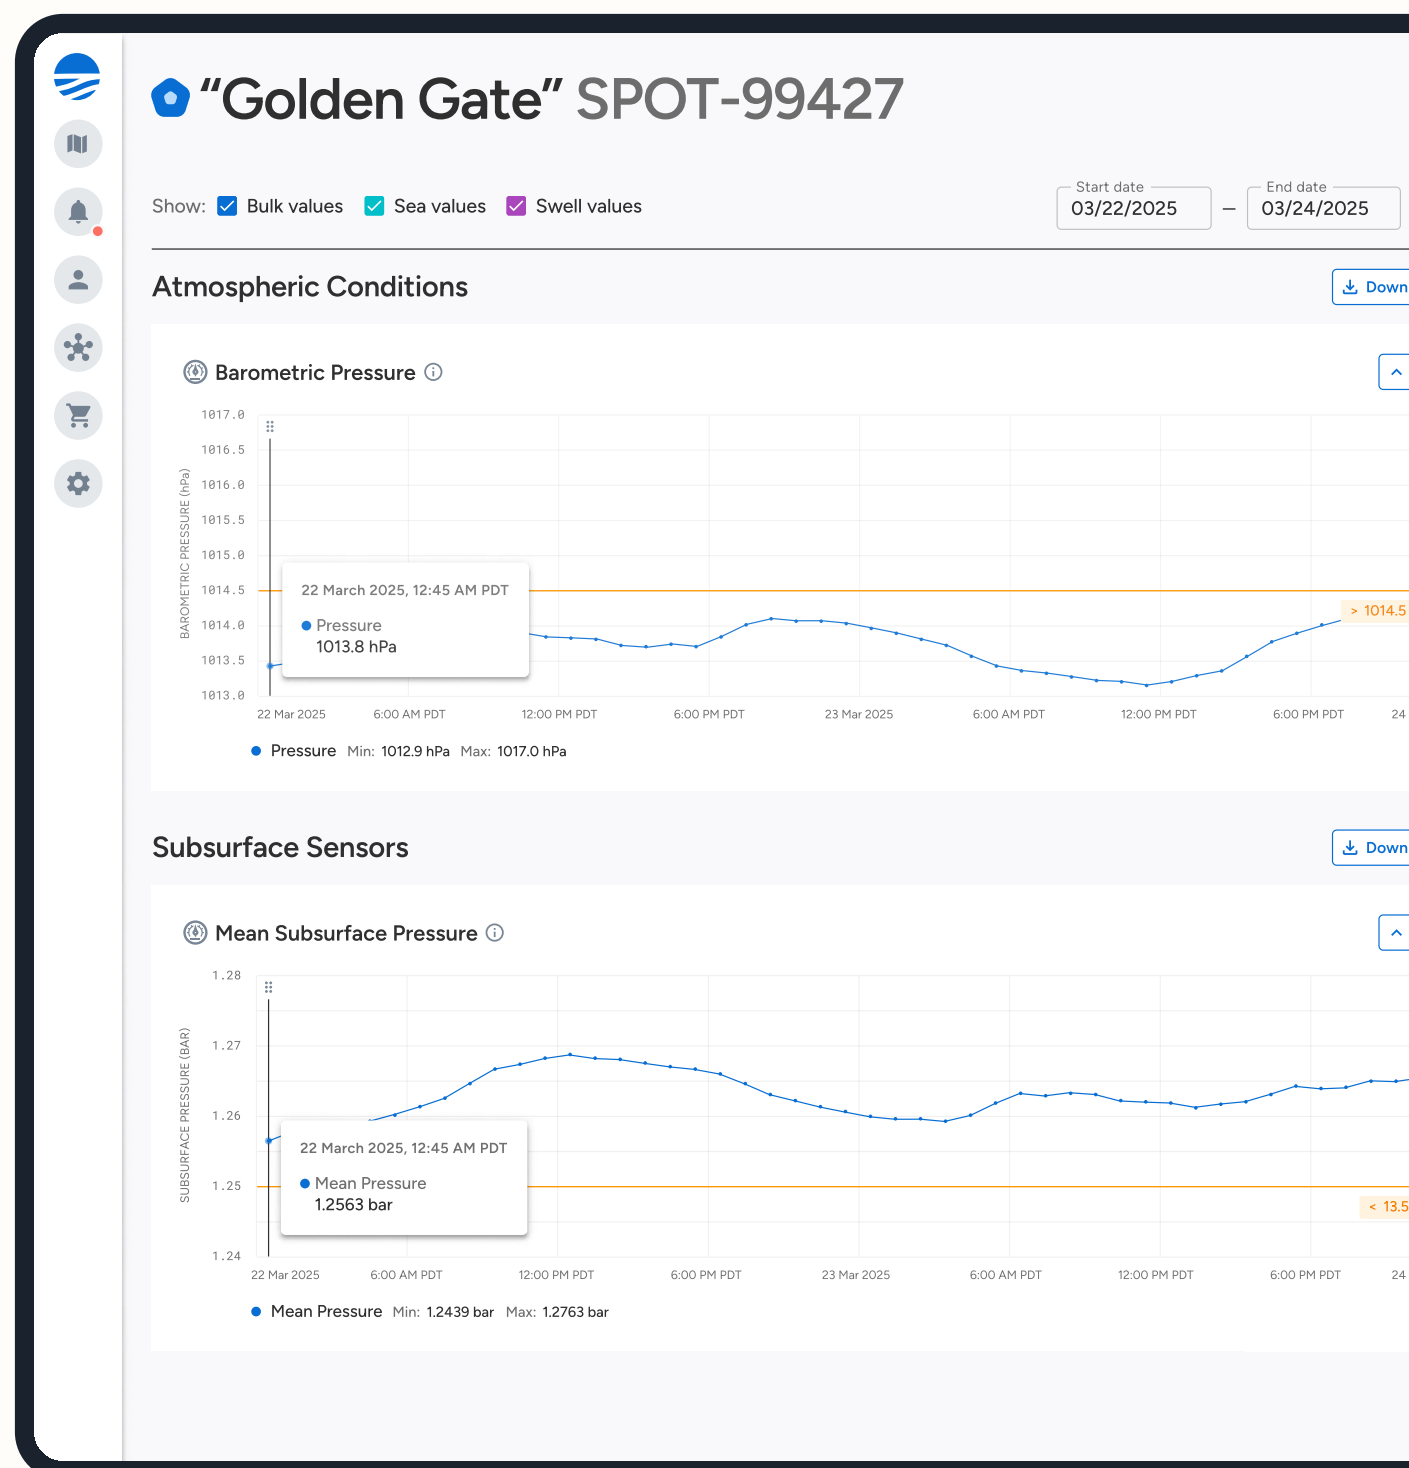 “Golden Gate” SPOT-99427
Show: Bulk values Sea values Swell values
Start date
03/22/2025
–
End date
03/24/2025
Atmospheric Conditions
Down
Barometric Pressure
BAROMETRIC PRESSURE (hPa)
1017.0
1016.5
1016.0
1015.5
1015.0
1014.5
1014.0
1013.5
1013.0
22 March 2025, 12:45 AM PDT
Pressure
1013.8 hPa
> 1014.5
22 Mar 2025 6:00 AM PDT 12:00 PM PDT 6:00 PM PDT 23 Mar 2025 6:00 AM PDT 12:00 PM PDT 6:00 PM PDT 24
Pressure Min: 1012.9 hPa Max: 1017.0 hPa
Subsurface Sensors
Down
Mean Subsurface Pressure
SUBSURFACE PRESSURE (BAR)
1.28
1.27
1.26
1.25
1.24
22 March 2025, 12:45 AM PDT
Mean Pressure
1.2563 bar
< 13.5
22 Mar 2025 6:00 AM PDT 12:00 PM PDT 6:00 PM PDT 23 Mar 2025 6:00 AM PDT 12:00 PM PDT 6:00 PM PDT 24
Mean Pressure Min: 1.2439 bar Max: 1.2763 bar